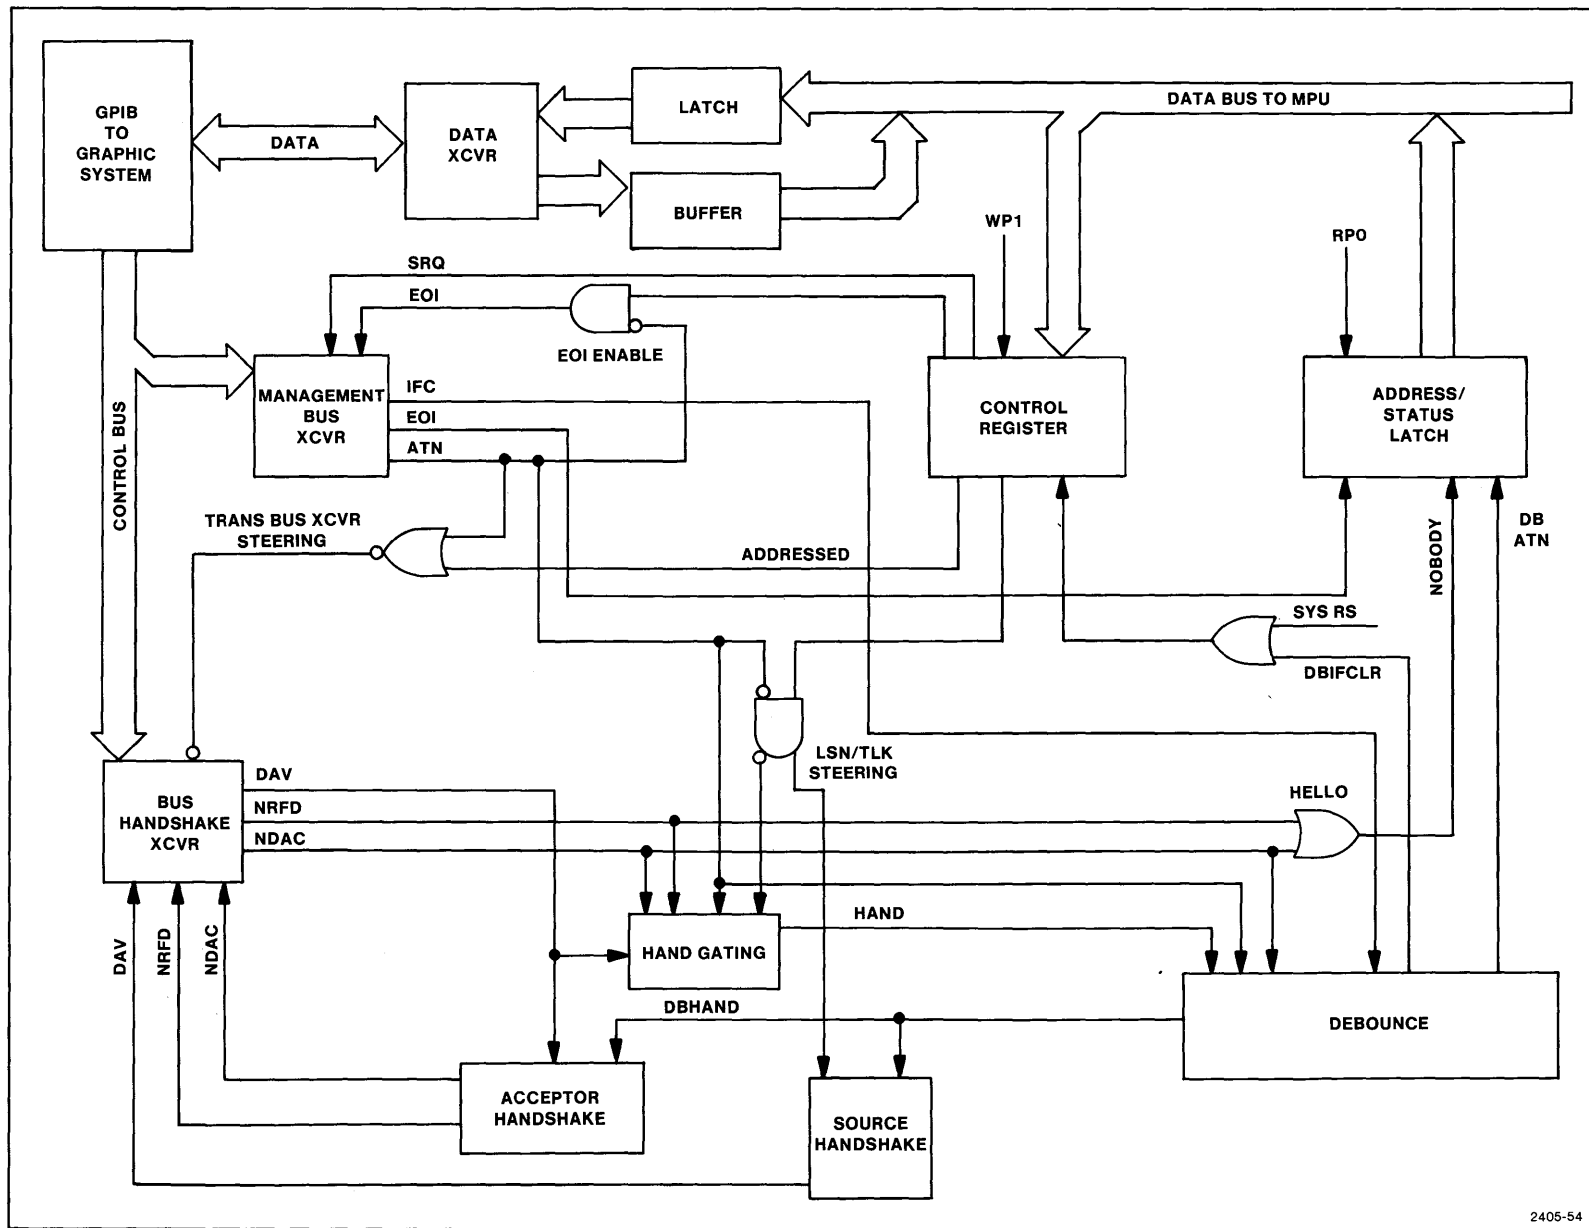 GPIB
TO
GRAPHIC
SYSTEM
DATA
DATA
XCVR
LATCH
BUFFER
DATA BUS TO MPU
WP1
RP0
SRQ
EOI
EOI ENABLE
MANAGEMENT
BUS
XCVR
IFC
EOI
ATN
CONTROL
REGISTER
ADDRESS/
STATUS
LATCH
CONTROL BUS
TRANS BUS XCVR
STEERING
ADDRESSED
NOBODY
DB
ATN
SYS RS
DBIFCLR
LSN/TLK
STEERING
BUS
HANDSHAKE
XCVR
DAV
NRFD
NDAC
HELLO
DAV
NRFD
NDAC
HAND GATING
HAND
DBHAND
DEBOUNCE
ACCEPTOR
HANDSHAKE
SOURCE
HANDSHAKE
2405-54